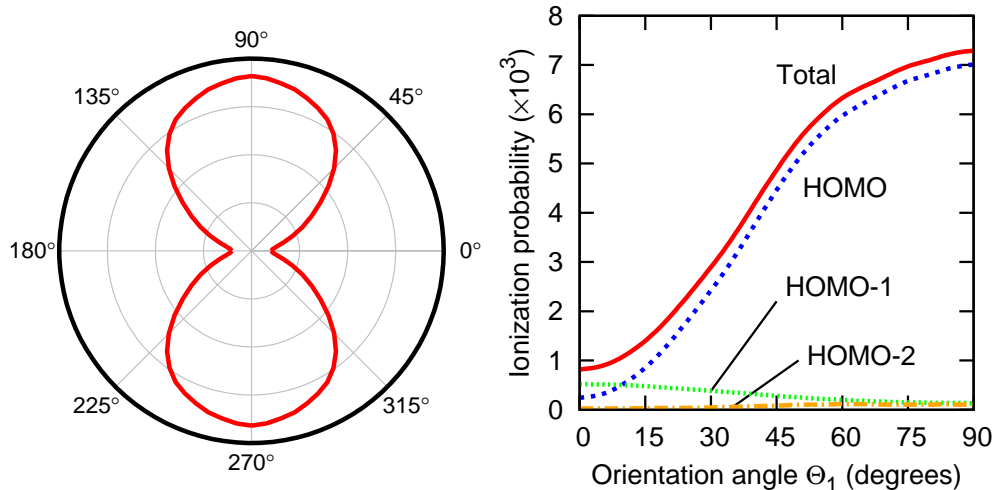 90°
135°
45°
180°
0°
225°
315°
270°
Ionization probability (×10³)
8
7
6
5
4
3
2
1
0
Total
HOMO
HOMO-1
HOMO-2
0 15 30 45 60 75 90
Orientation angle Θ₁ (degrees)